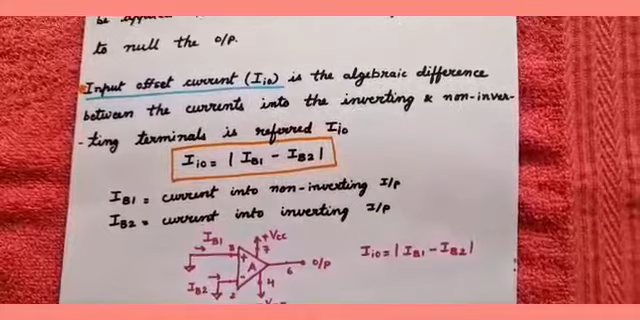 be
to null the O/P.
Input offset current (Iio) is the algebraic difference
between the currents into the inverting & non-inver-
-ting terminals is referred Iio
Iio = | IB1 - IB2 |
IB1 = current into non-inverting I/P
IB2 = current into inverting I/P
IB1 3 + +Vcc 7
A 6 O/P
IB2 2 - 4
Iio = | IB1 - IB2 |